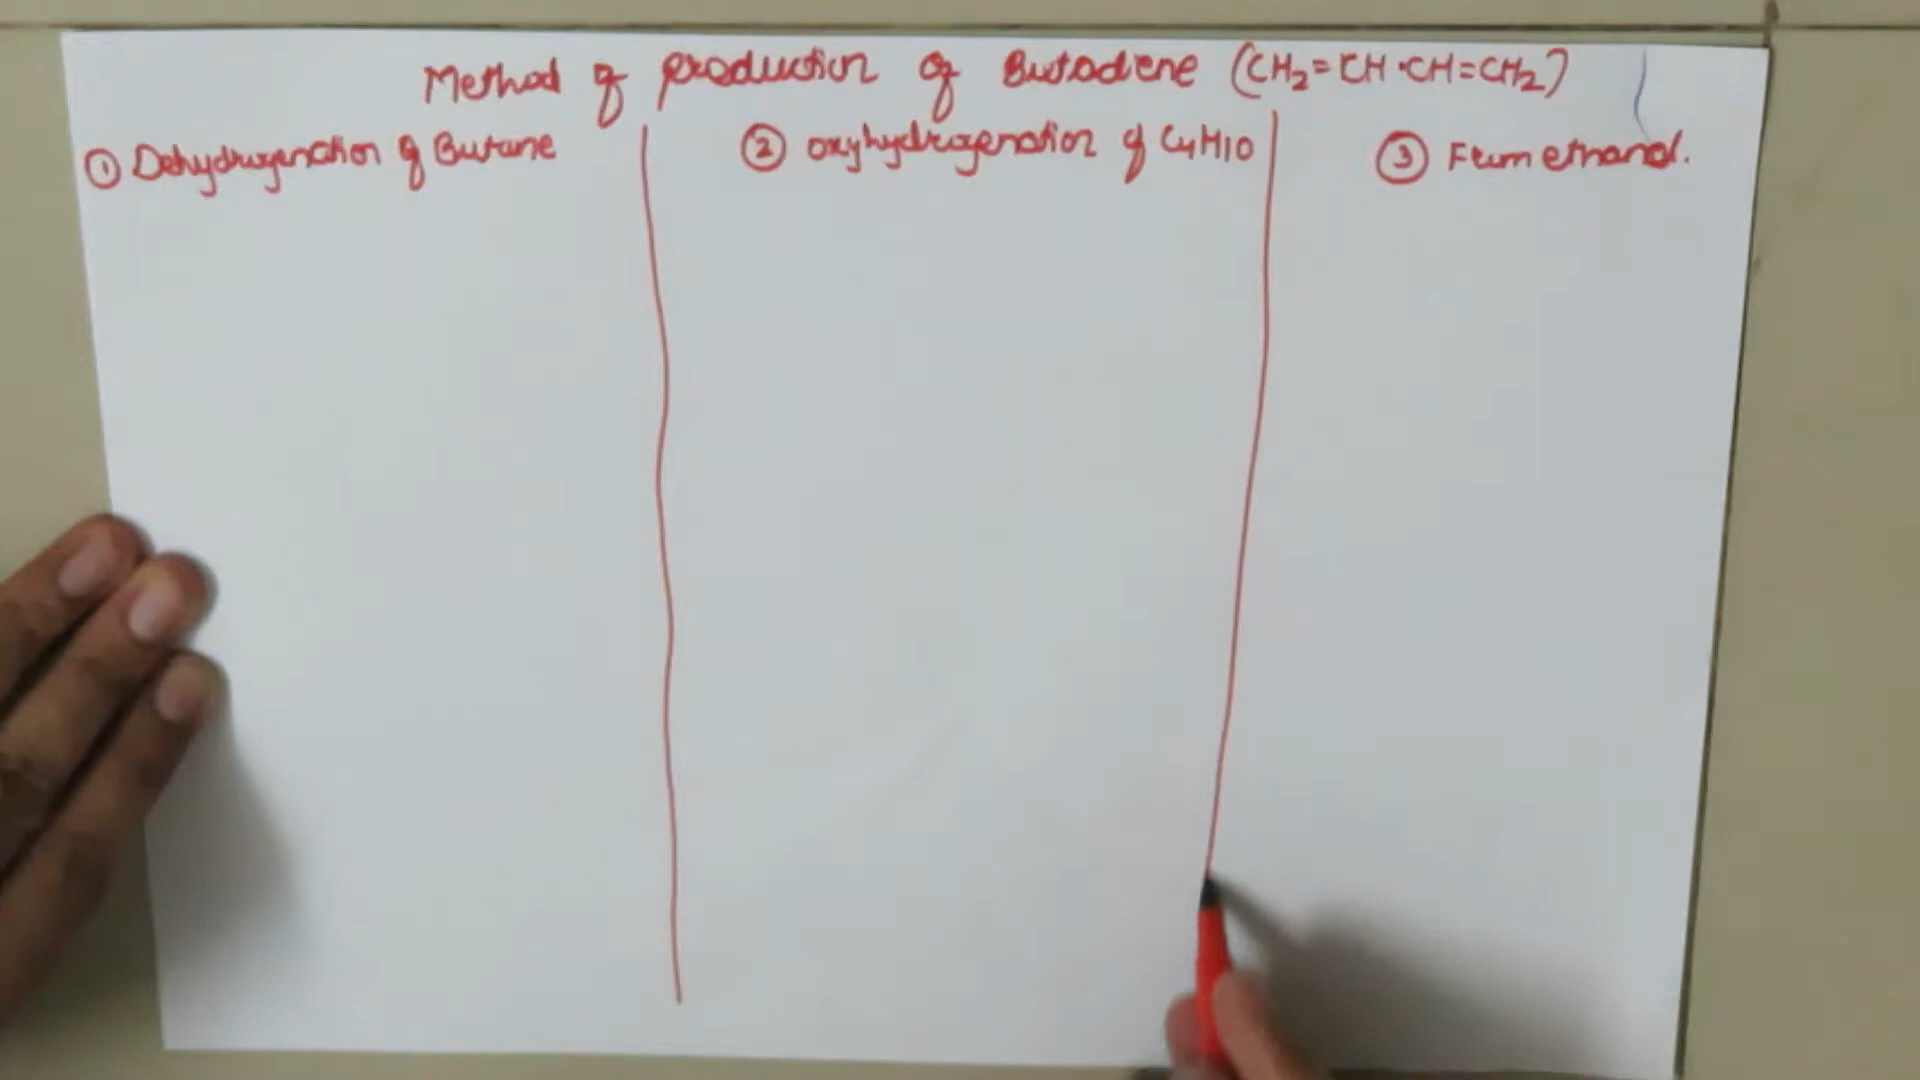 Method of production of Butadiene (CH₂=CH·CH=CH₂)
① Dehydrogenation of Butane
② oxyhydrogenation of C4H10
③ From ethanol.